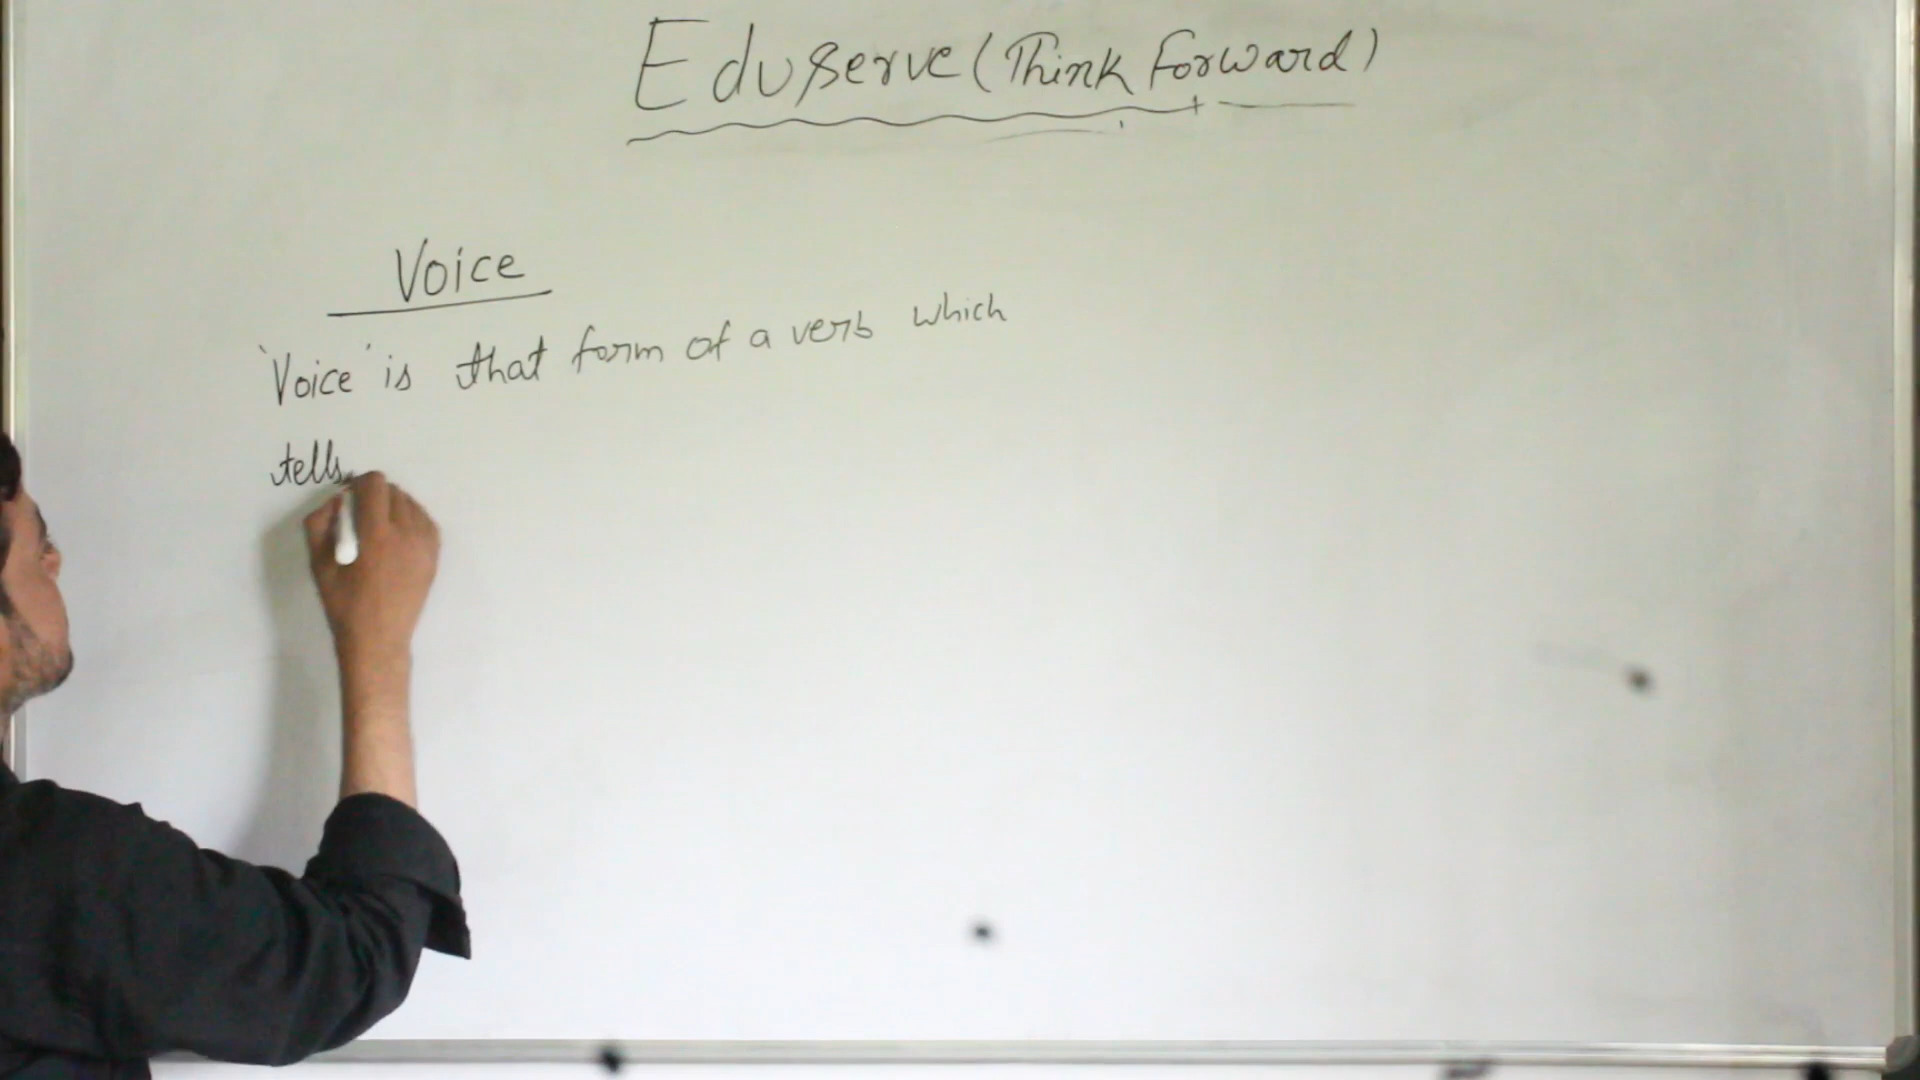 Eduserve (Think Forward)
Voice
'Voice' is that form of a verb which
tells